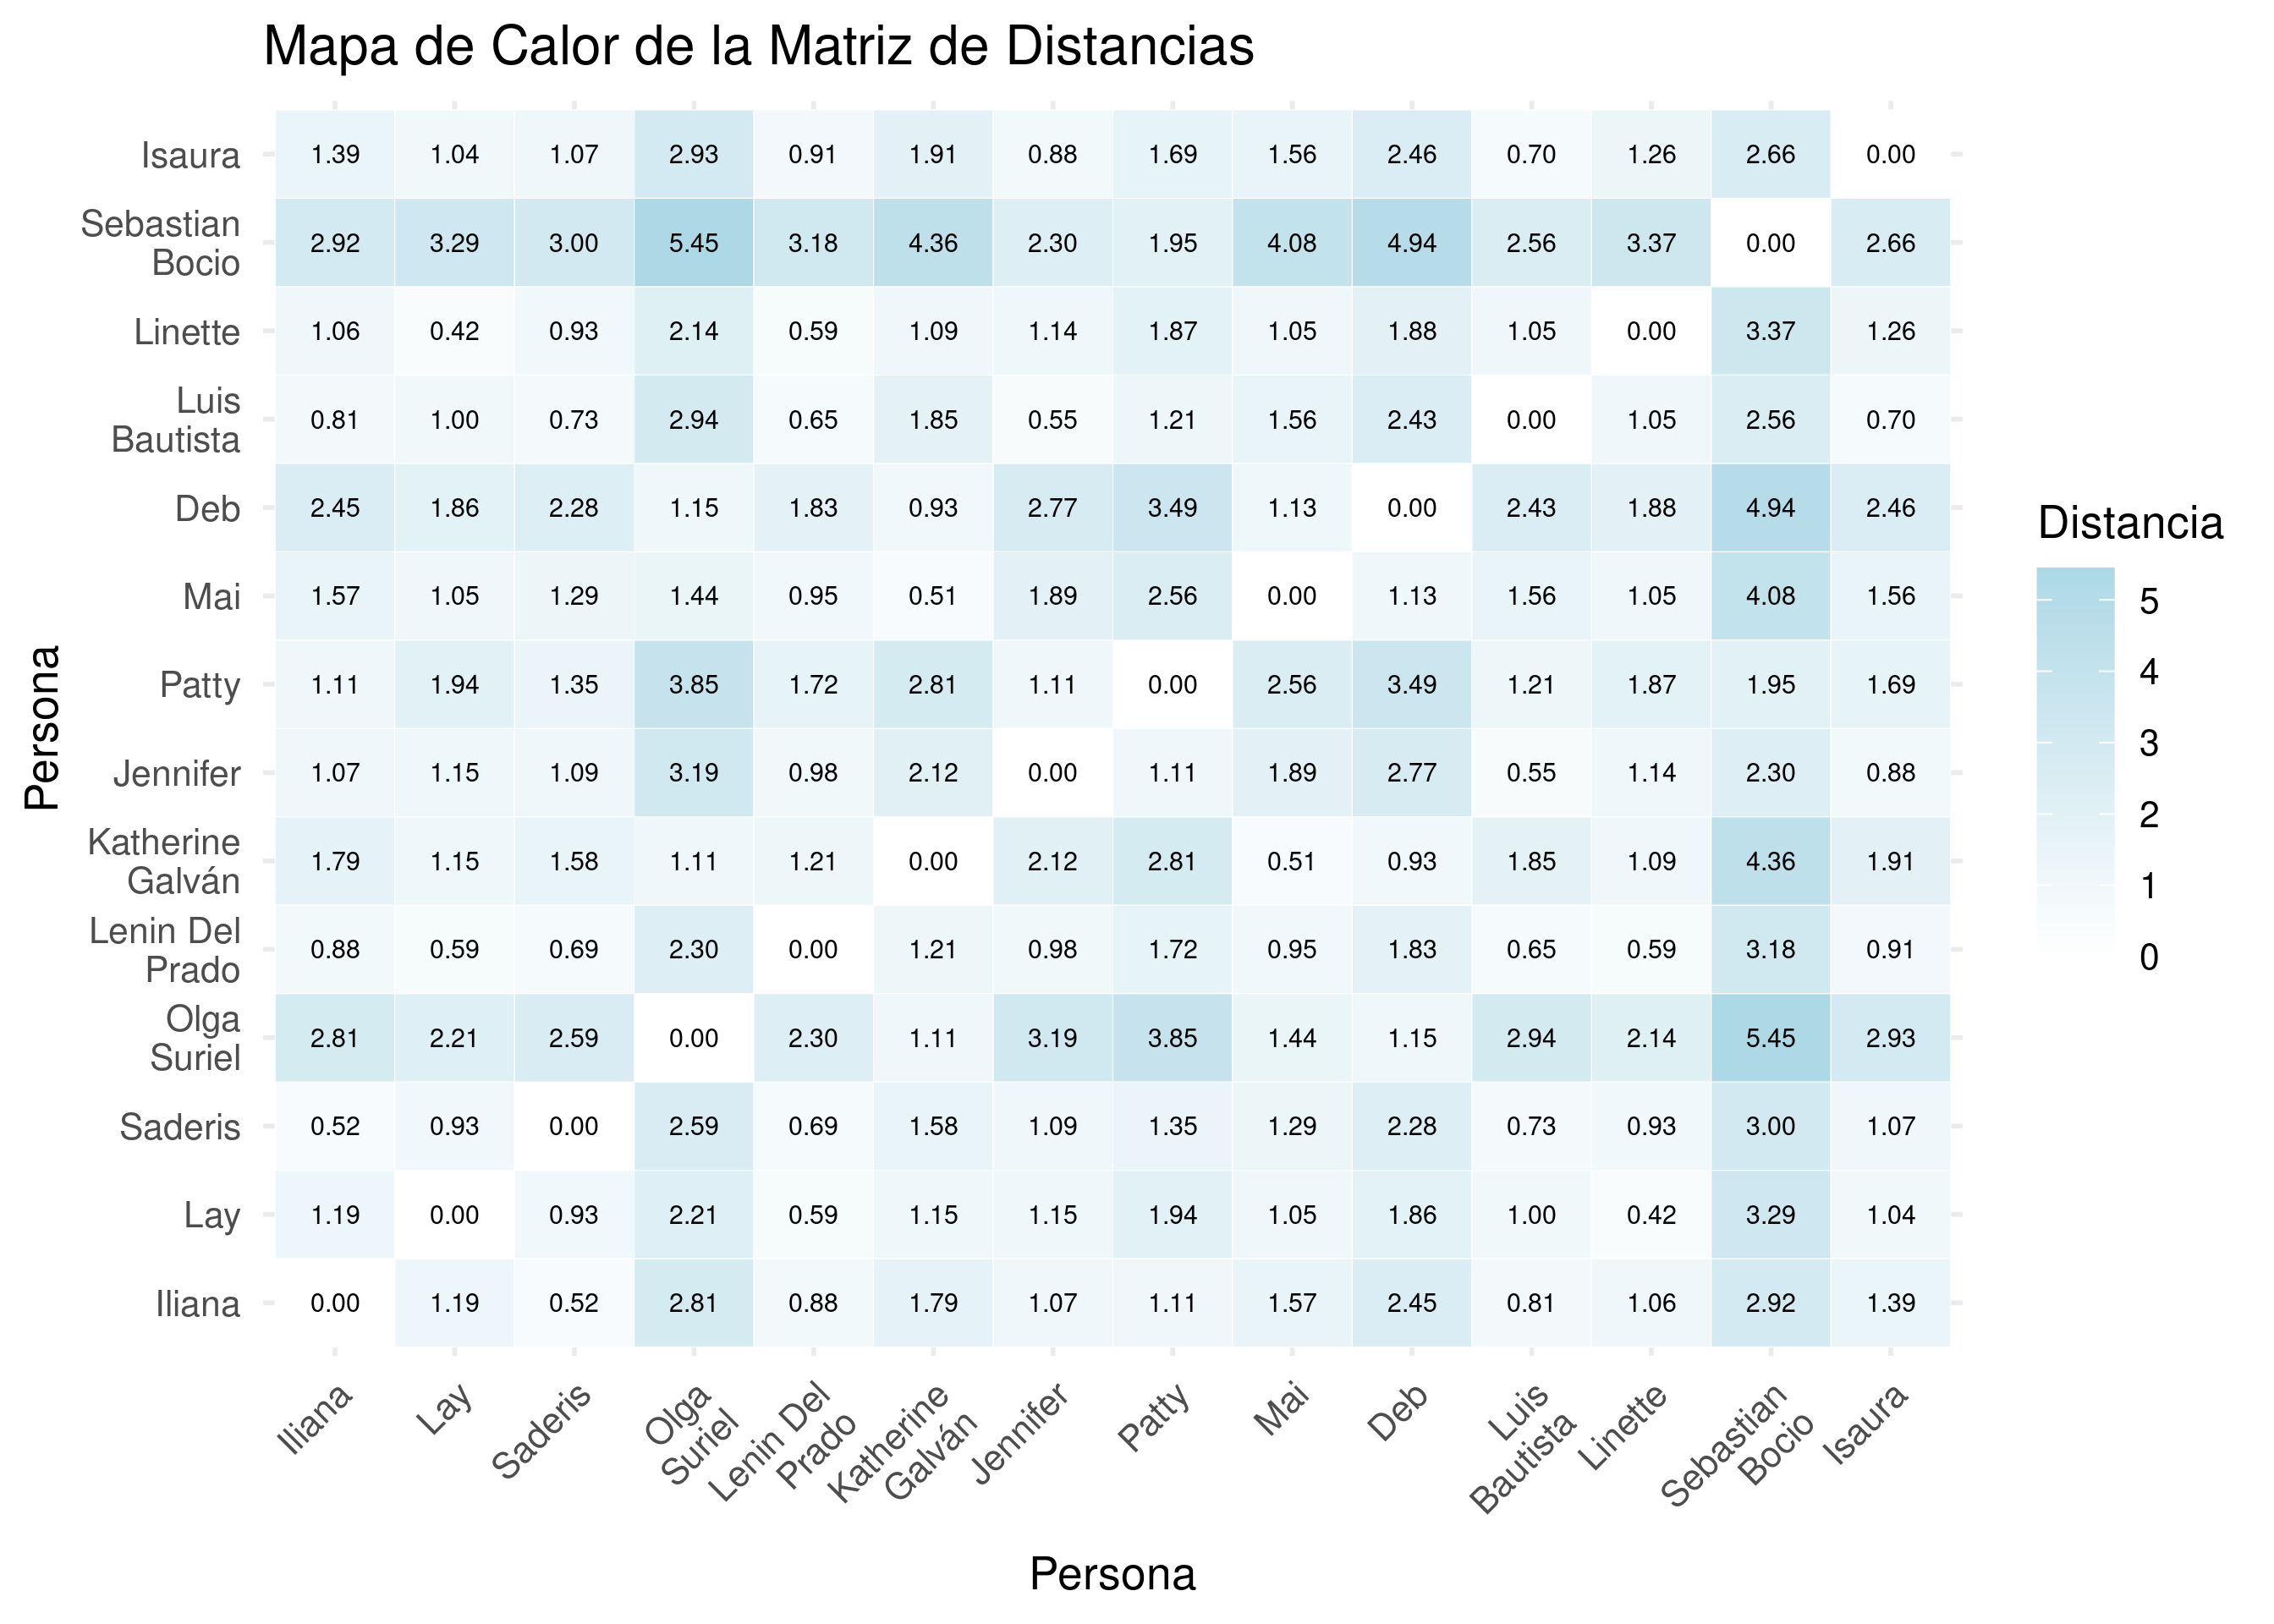 Mapa de Calor de la Matriz de Distancias
Persona
Isaura 1.39 1.04 1.07 2.93 0.91 1.91 0.88 1.69 1.56 2.46 0.70 1.26 2.66 0.00
Sebastian
Bocio 2.92 3.29 3.00 5.45 3.18 4.36 2.30 1.95 4.08 4.94 2.56 3.37 0.00 2.66
Linette 1.06 0.42 0.93 2.14 0.59 1.09 1.14 1.87 1.05 1.88 1.05 0.00 3.37 1.26
Luis
Bautista 0.81 1.00 0.73 2.94 0.65 1.85 0.55 1.21 1.56 2.43 0.00 1.05 2.56 0.70
Deb 2.45 1.86 2.28 1.15 1.83 0.93 2.77 3.49 1.13 0.00 2.43 1.88 4.94 2.46
Mai 1.57 1.05 1.29 1.44 0.95 0.51 1.89 2.56 0.00 1.13 1.56 1.05 4.08 1.56
Patty 1.11 1.94 1.35 3.85 1.72 2.81 1.11 0.00 2.56 3.49 1.21 1.87 1.95 1.69
Jennifer 1.07 1.15 1.09 3.19 0.98 2.12 0.00 1.11 1.89 2.77 0.55 1.14 2.30 0.88
Katherine
Galván 1.79 1.15 1.58 1.11 1.21 0.00 2.12 2.81 0.51 0.93 1.85 1.09 4.36 1.91
Lenin Del
Prado 0.88 0.59 0.69 2.30 0.00 1.21 0.98 1.72 0.95 1.83 0.65 0.59 3.18 0.91
Olga
Suriel 2.81 2.21 2.59 0.00 2.30 1.11 3.19 3.85 1.44 1.15 2.94 2.14 5.45 2.93
Saderis 0.52 0.93 0.00 2.59 0.69 1.58 1.09 1.35 1.29 2.28 0.73 0.93 3.00 1.07
Lay 1.19 0.00 0.93 2.21 0.59 1.15 1.15 1.94 1.05 1.86 1.00 0.42 3.29 1.04
Iliana 0.00 1.19 0.52 2.81 0.88 1.79 1.07 1.11 1.57 2.45 0.81 1.06 2.92 1.39
Iliana
Lay
Saderis
Olga
Suriel
Lenin Del
Prado
Katherine
Galván
Jennifer
Patty
Mai
Deb
Luis
Bautista
Linette
Sebastian
Bocio
Isaura
Persona
Distancia
5
4
3
2
1
0